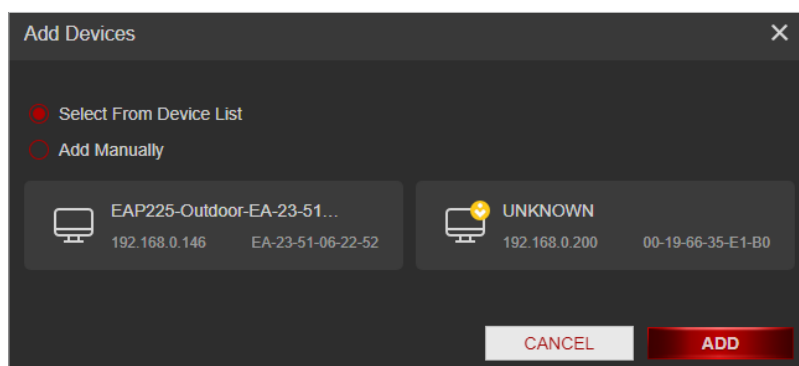 Add Devices
Select From Device List
Add Manually
EAP225-Outdoor-EA-23-51...
192.168.0.146 EA-23-51-06-22-52
UNKNOWN
192.168.0.200 00-19-66-35-E1-B0
CANCEL
ADD